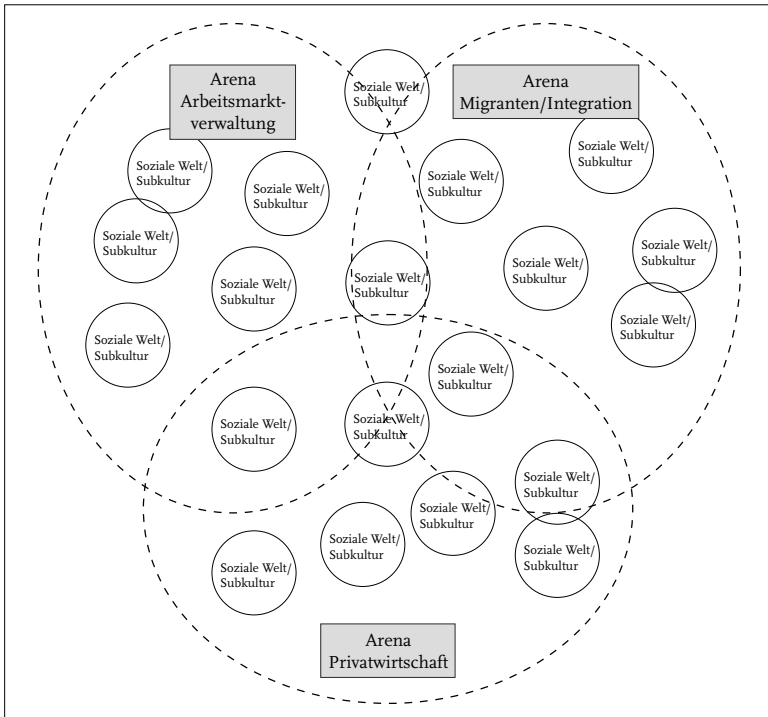 Arena
Arbeitsmarkt-
verwaltung
Soziale Welt/
Subkultur
Arena
Migranten/Integration
Soziale Welt/
Subkultur
Soziale Welt/
Subkultur
Soziale Welt/
Subkultur
Soziale Welt/
Subkultur
Soziale Welt/
Subkultur
Soziale Welt/
Subkultur
Soziale Welt/
Subkultur
Soziale Welt/
Subkultur
Soziale Welt/
Subkultur
Soziale Welt/
Subkultur
Soziale Welt/
Subkultur
Soziale Welt/
Subkultur
Soziale Welt/
Subkultur
Soziale Welt/
Subkultur
Soziale Welt/
Subkultur
Soziale Welt/
Subkultur
Soziale Welt/
Subkultur
Soziale Welt/
Subkultur
Soziale Welt/
Subkultur
Arena
Privatwirtschaft